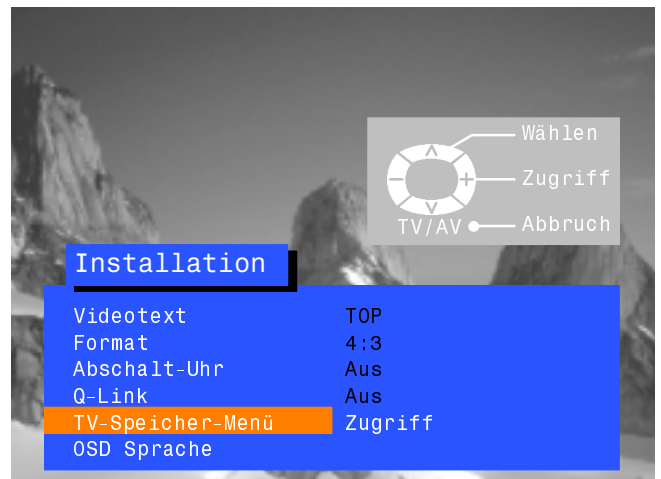 Wählen
Zugriff
TV/AV Abbruch
Installation
Videotext TOP
Format 4:3
Abschalt-Uhr Aus
Q-Link Aus
TV-Speicher-Menü Zugriff
OSD Sprache